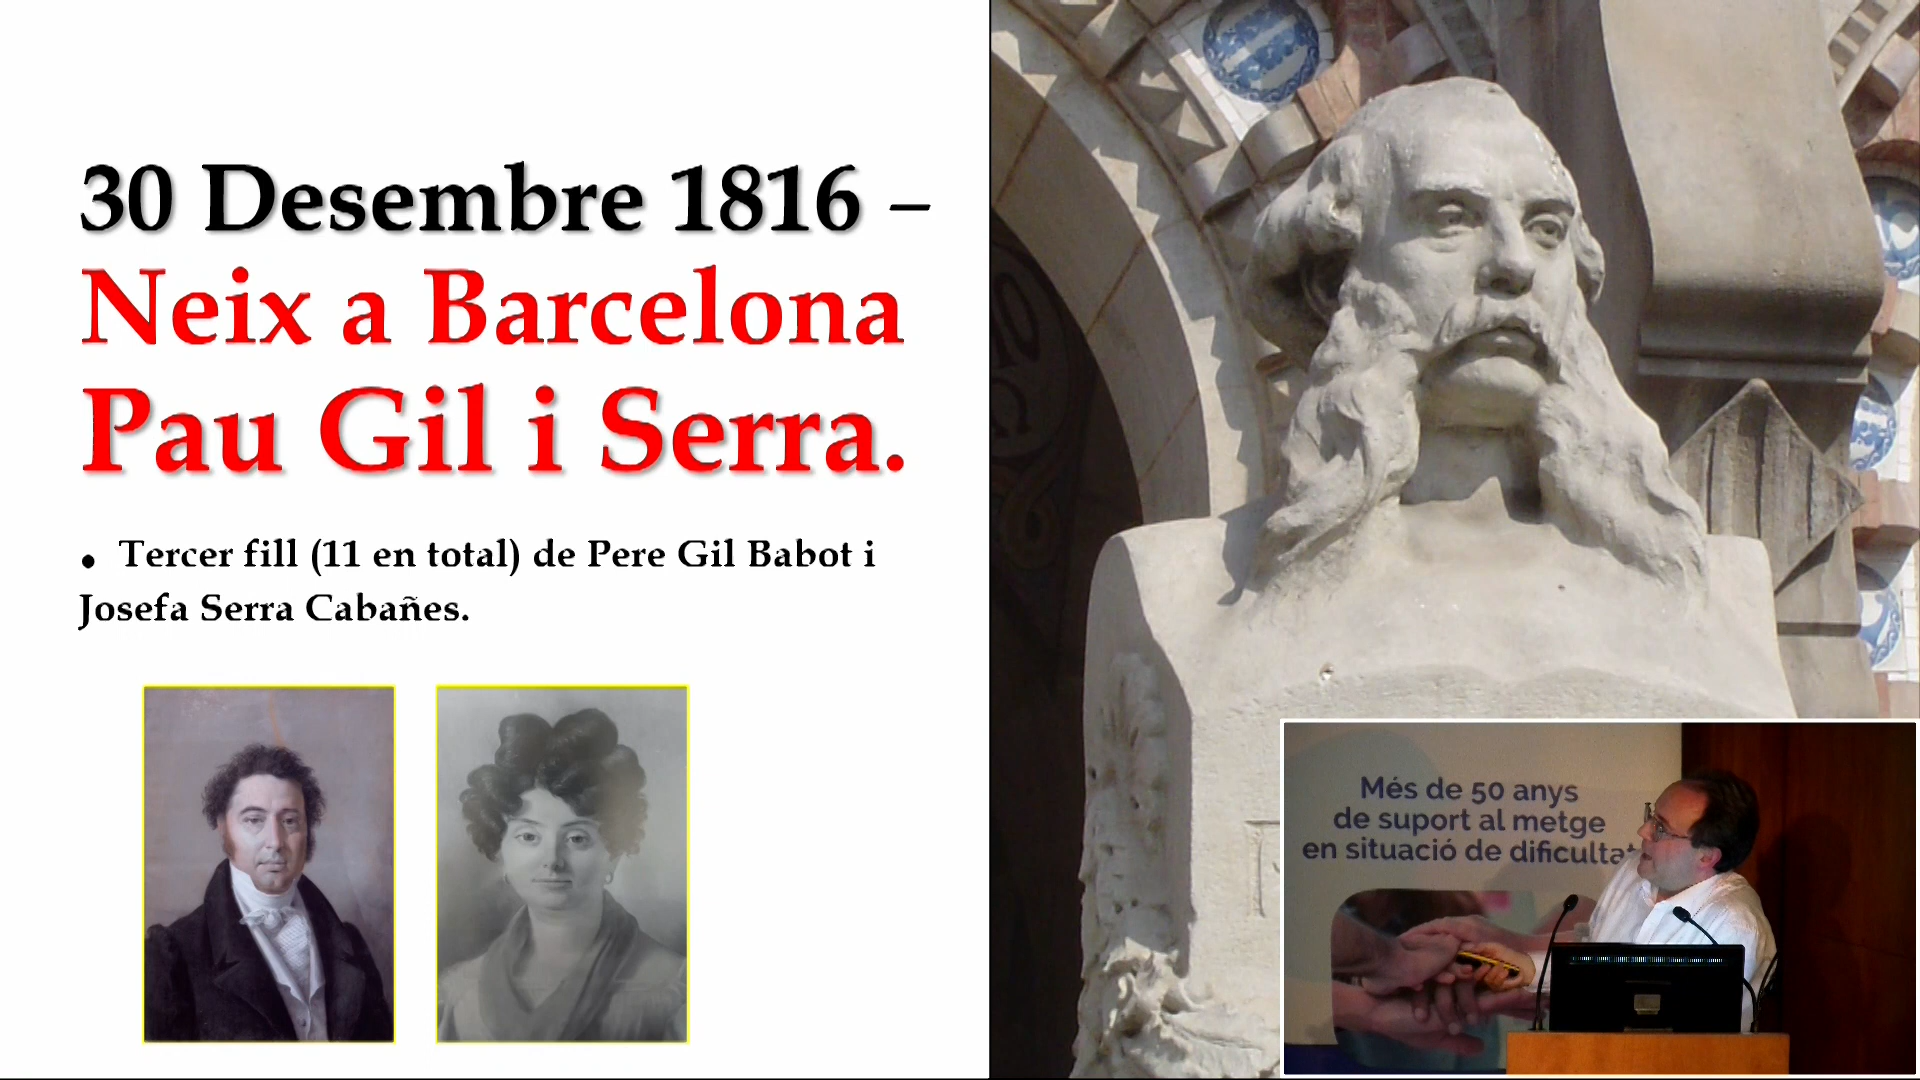 30 Desembre 1816 –
Neix a Barcelona
Pau Gil i Serra.
• Tercer fill (11 en total) de Pere Gil Babot i
Josefa Serra Cabañes.
Més de 50 anys
de suport al metge
en situació de dificultat